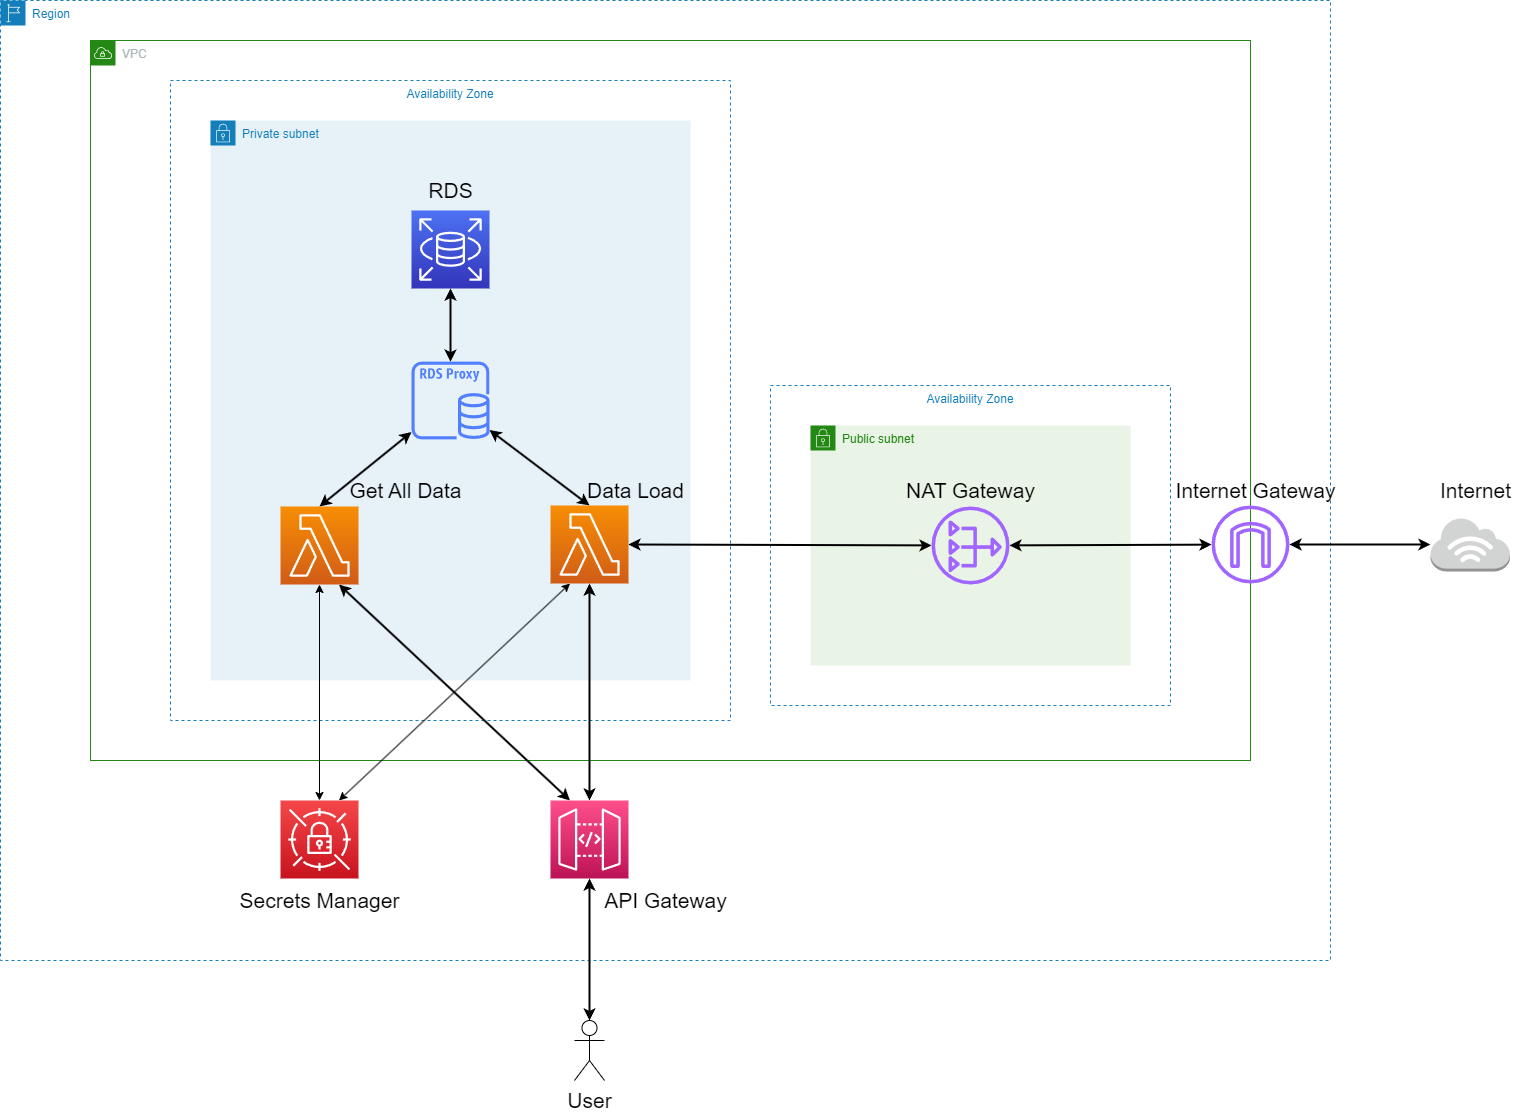 Region
VPC
Availability Zone
Private subnet
RDS
RDS Proxy
Availability Zone
Public subnet
Get All Data
Data Load
NAT Gateway
Internet Gateway
Internet
</>
Secrets Manager
API Gateway
User